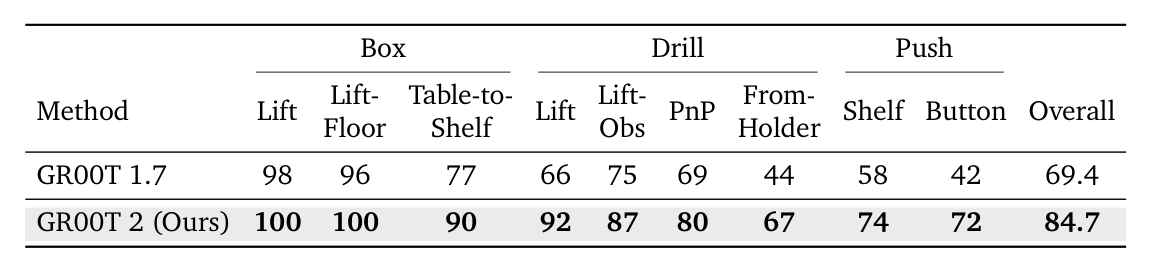 Box Drill Push
Method Lift Lift-Floor Table-to-Shelf Lift Lift-Obs PnP From-Holder Shelf Button Overall
GR00T 1.7 98 96 77 66 75 69 44 58 42 69.4
GR00T 2 (Ours) 100 100 90 92 87 80 67 74 72 84.7